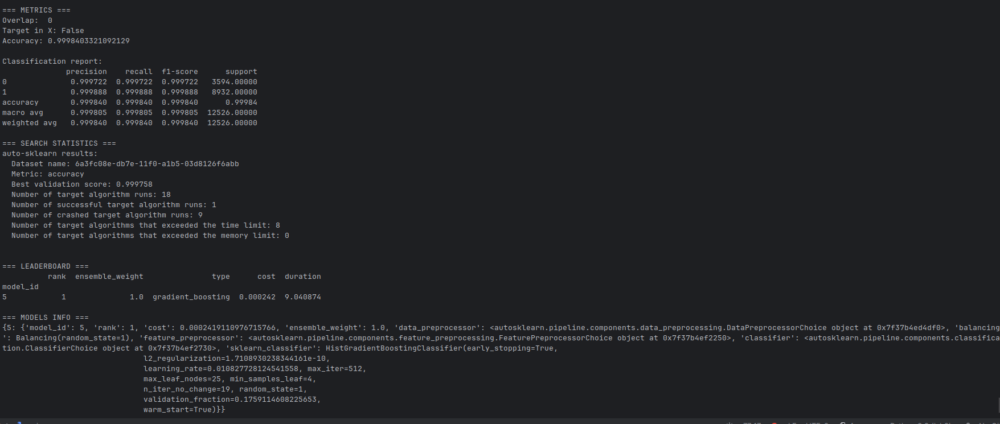 === METRICS ===
Overlap:  0
Target in X: False
Accuracy: 0.9998403321092129
Classification report:
              precision    recall  f1-score      support
0              0.999722  0.999722  0.999722   3594.00000
1              0.999888  0.999888  0.999888   8932.00000
accuracy       0.999840  0.999840  0.999840      0.99984
macro avg      0.999805  0.999805  0.999805  12526.00000
weighted avg   0.999840  0.999840  0.999840  12526.00000
=== SEARCH STATISTICS ===
auto-sklearn results:
  Dataset name: 6a3fc08e-db7e-11f0-a1b5-03d8126f6abb
  Metric: accuracy
  Best validation score: 0.999758
  Number of target algorithm runs: 18
  Number of successful target algorithm runs: 1
  Number of crashed target algorithm runs: 9
  Number of target algorithms that exceeded the time limit: 8
  Number of target algorithms that exceeded the memory limit: 0
=== LEADERBOARD ===
          rank  ensemble_weight               type      cost  duration
model_id
5            1              1.0  gradient_boosting  0.000242  9.040874
=== MODELS INFO ===
{5: {'model_id': 5, 'rank': 1, 'cost': 0.0002419110976715766, 'ensemble_weight': 1.0, 'data_preprocessor': <autosklearn.pipeline.components.data_preprocessing.DataPreprocessorChoice object at 0x7f37b4ed4df0>, 'balancing
': Balancing(random_state=1), 'feature_preprocessor': <autosklearn.pipeline.components.feature_preprocessing.FeaturePreprocessorChoice object at 0x7f37b4ef2250>, 'classifier': <autosklearn.pipeline.components.classifica
tion.ClassifierChoice object at 0x7f37b4ef2730>, 'sklearn_classifier': HistGradientBoostingClassifier(early_stopping=True,
                               l2_regularization=1.7108930238344161e-10,
                               learning_rate=0.010827728124541558, max_iter=512,
                               max_leaf_nodes=25, min_samples_leaf=4,
                               n_iter_no_change=19, random_state=1,
                               validation_fraction=0.1759114608225653,
                               warm_start=True)}}